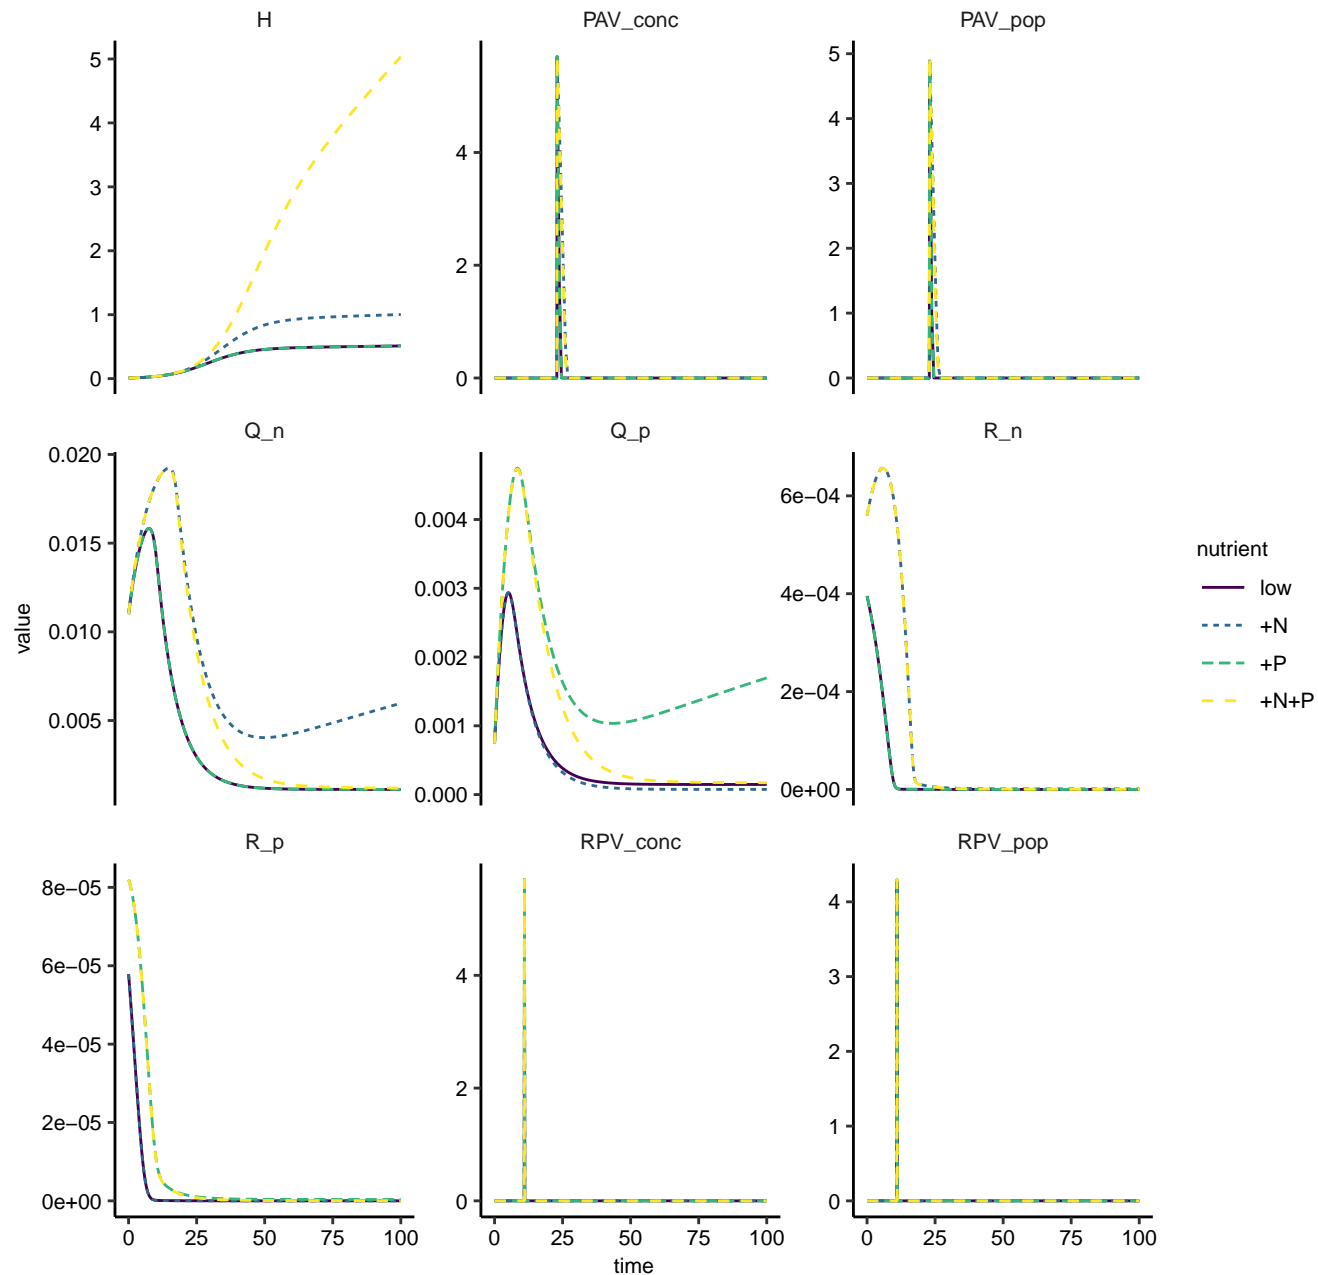 H
PAV_conc
PAV_pop
5
4
3
2
1
0
4
2
0
5
4
3
2
1
0
Q_n
Q_p
R_n
0.020
0.015
0.010
0.005
0.004
0.003
0.002
0.001
0.000
6e−04
4e−04
2e−04
0e+00
value
nutrient
low
+N
+P
+N+P
R_p
RPV_conc
RPV_pop
8e−05
6e−05
4e−05
2e−05
0e+00
4
2
0
4
3
2
1
0
0 25 50 75 100
0 25 50 75 100
0 25 50 75 100
time